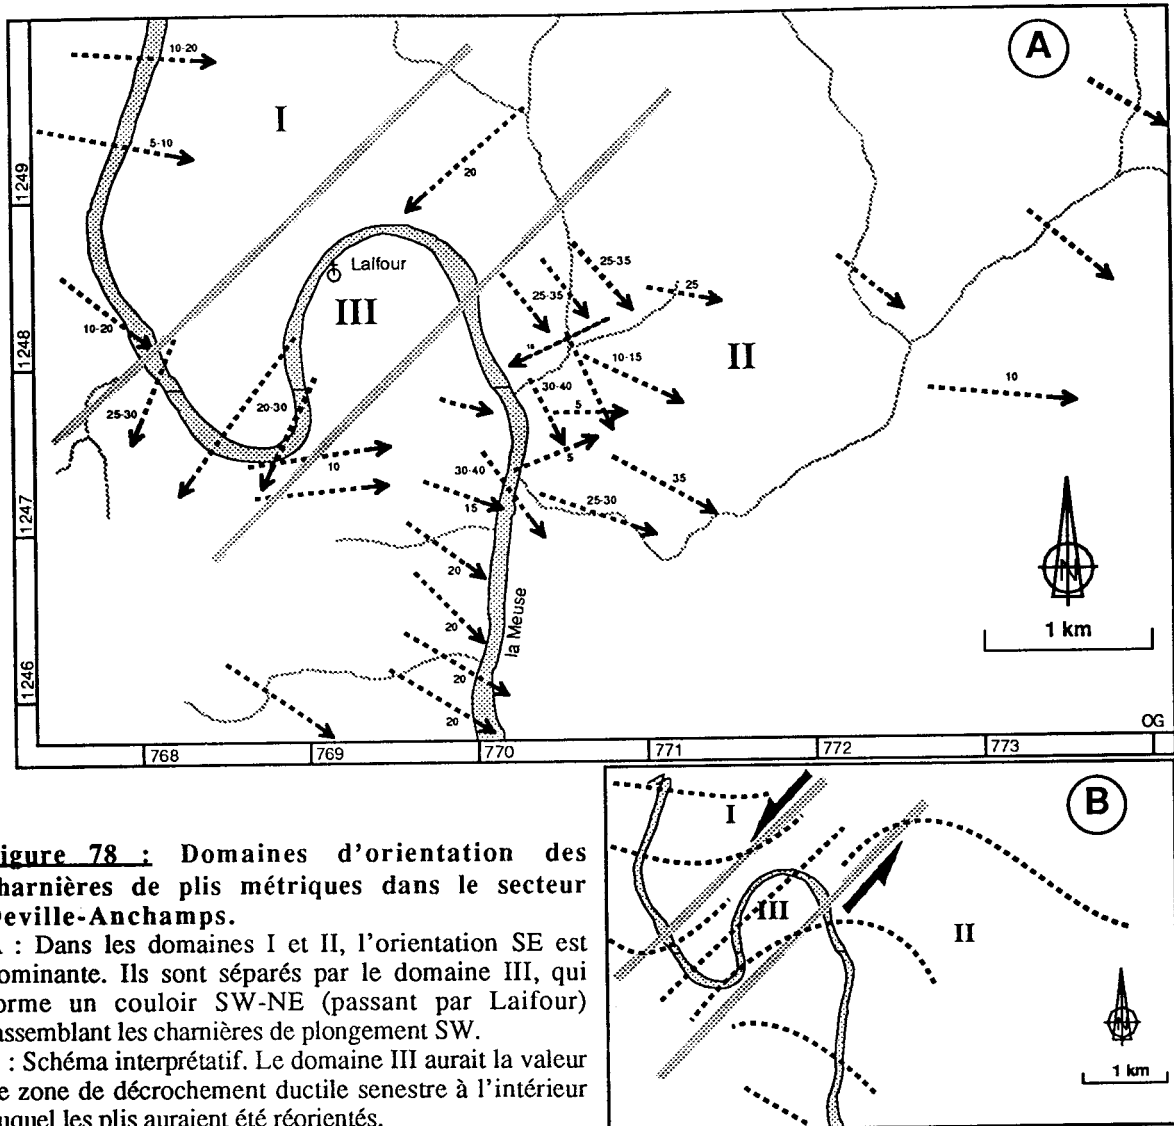 A
I
10-20
5-10
20
1249
Laifour
III
25-35
25-35
25
10-20
1248
II
10-15
10
30-40
5
25-30
20-30
5
10
30-40
35
15
25-30
1247
20
20
la Meuse
N
1 km
20
20
1246
OG
768
769
770
771
772
773
B
I
III
II
N
1 km
igure 78 : Domaines d'orientation des
harnières de plis métriques dans le secteur
Deville-Anchamps.
A : Dans les domaines I et II, l'orientation SE est
ominante. Ils sont séparés par le domaine III, qui
orme un couloir SW-NE (passant par Laifour)
assemblant les charnières de plongement SW.
: Schéma interprétatif. Le domaine III aurait la valeur
e zone de décrochement ductile senestre à l'intérieur
uquel les plis auraient été réorientés.